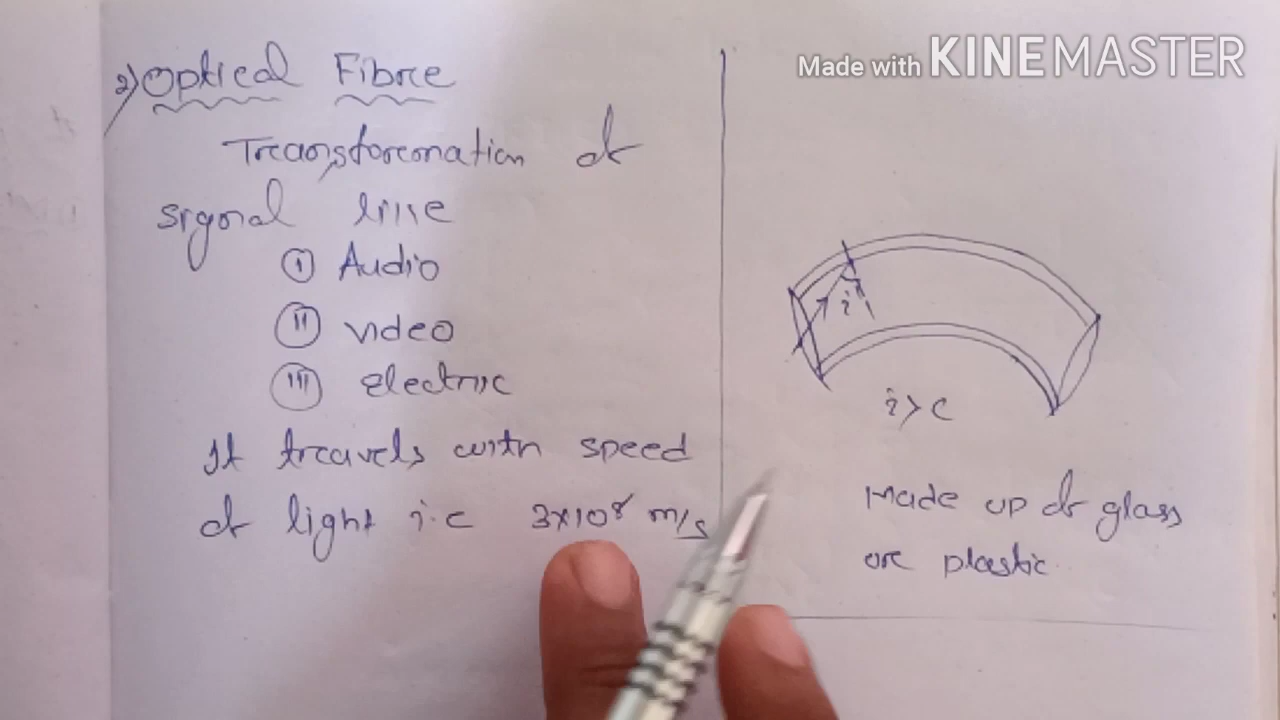 2) Optical Fibre
Transformation of
signal like
(i) Audio
(ii) video
(iii) Electric
It travels with speed
of light i.e 3×10⁸ m/s
Made with KINEMASTER
i
i > c
Made up of glass
or plastic